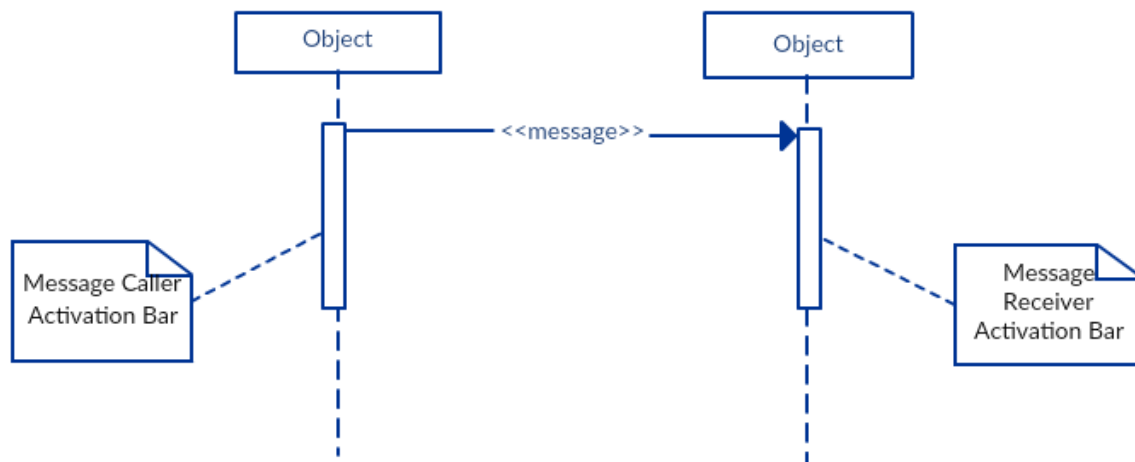 Object
Object
<<message>>
Message Caller
Activation Bar
Message
Receiver
Activation Bar